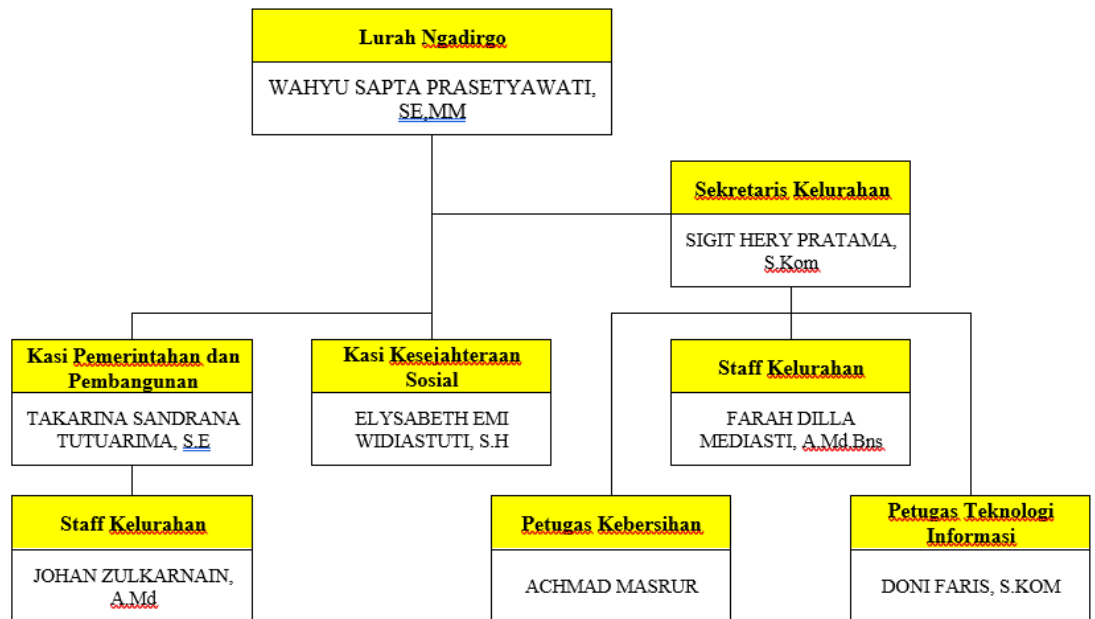 Lurah Ngadirgo
WAHYU SAPTA PRASETYAWATI,
SE,MM
Sekretaris Kelurahan
SIGIT HERY PRATAMA,
S.Kom
Kasi Pemerintahan dan
Pembangunan
TAKARINA SANDRANA
TUTUARIMA, S.E
Kasi Kesejahteraan
Sosial
ELYSABETH EMI
WIDIASTUTI, S.H
Staff Kelurahan
FARAH DILLA
MEDIASTI, A.Md.Bns
Staff Kelurahan
JOHAN ZULKARNAIN,
A.Md
Petugas Kebersihan
ACHMAD MASRUR
Petugas Teknologi
Informasi
DONI FARIS, S.KOM